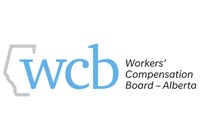 wcb
Workers'
Compensation
Board – Alberta